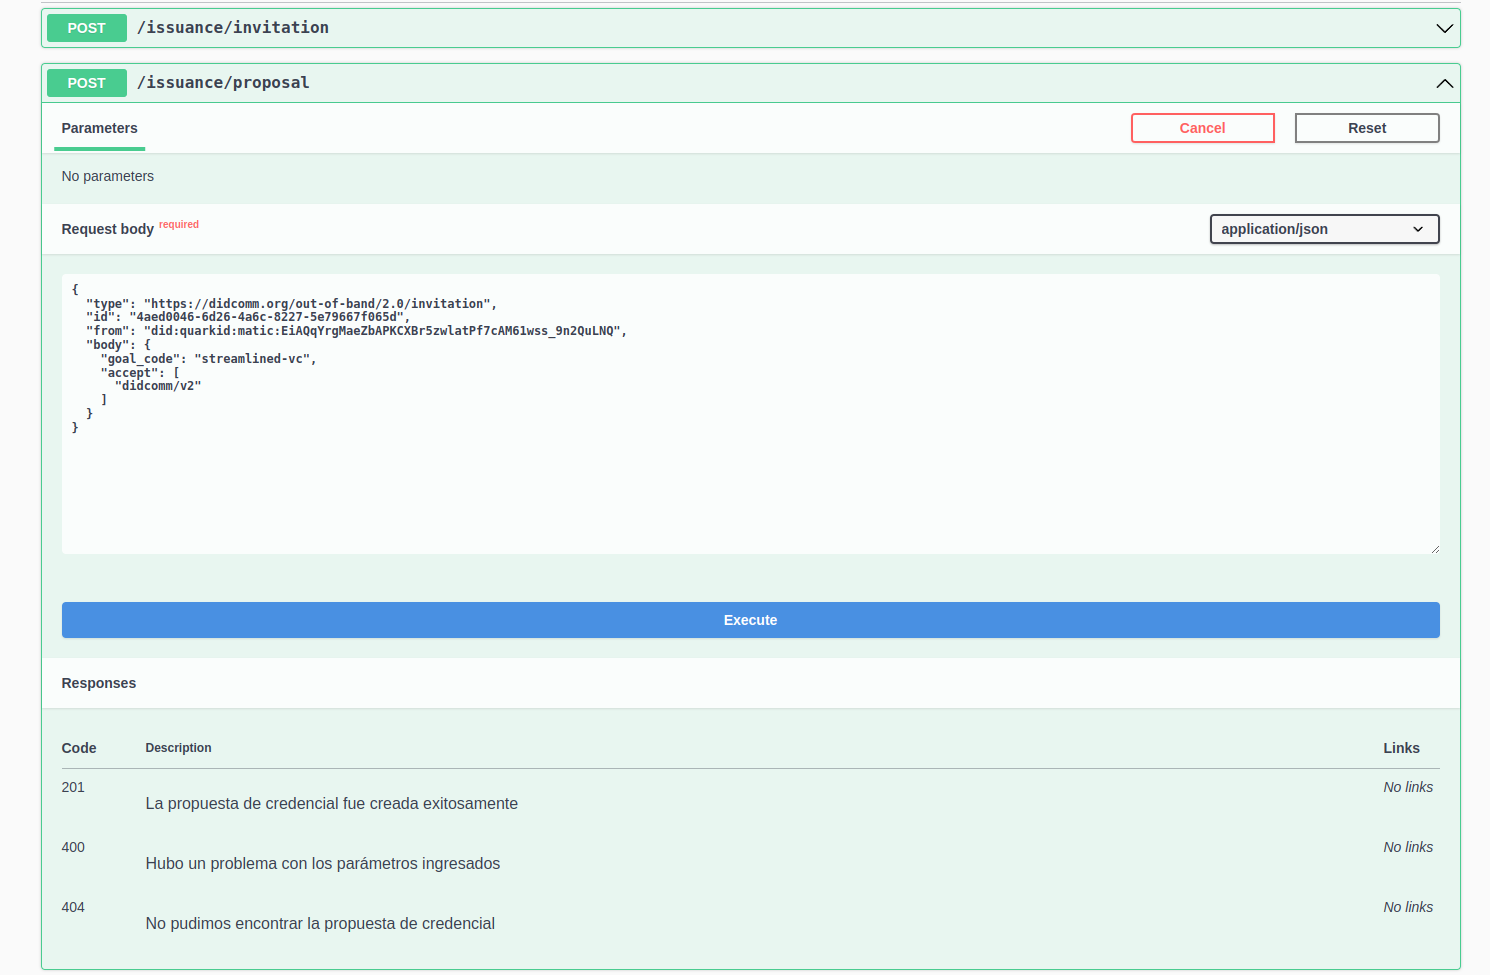 POST /issuance/invitation
POST /issuance/proposal
Parameters
Cancel
Reset
No parameters
Request body required
application/json
{
  "type": "https://didcomm.org/out-of-band/2.0/invitation",
  "id": "4aed0046-6d26-4a6c-8227-5e79667f065d",
  "from": "did:quarkid:matic:EiAQqYrgMaeZbAPKCXBr5zwlatPf7cAM61wss_9n2QuLNQ",
  "body": {
    "goal_code": "streamlined-vc",
    "accept": [
      "didcomm/v2"
    ]
  }
}
Execute
Responses
Code Description Links
201 No links
La propuesta de credencial fue creada exitosamente
400 No links
Hubo un problema con los parámetros ingresados
404 No links
No pudimos encontrar la propuesta de credencial